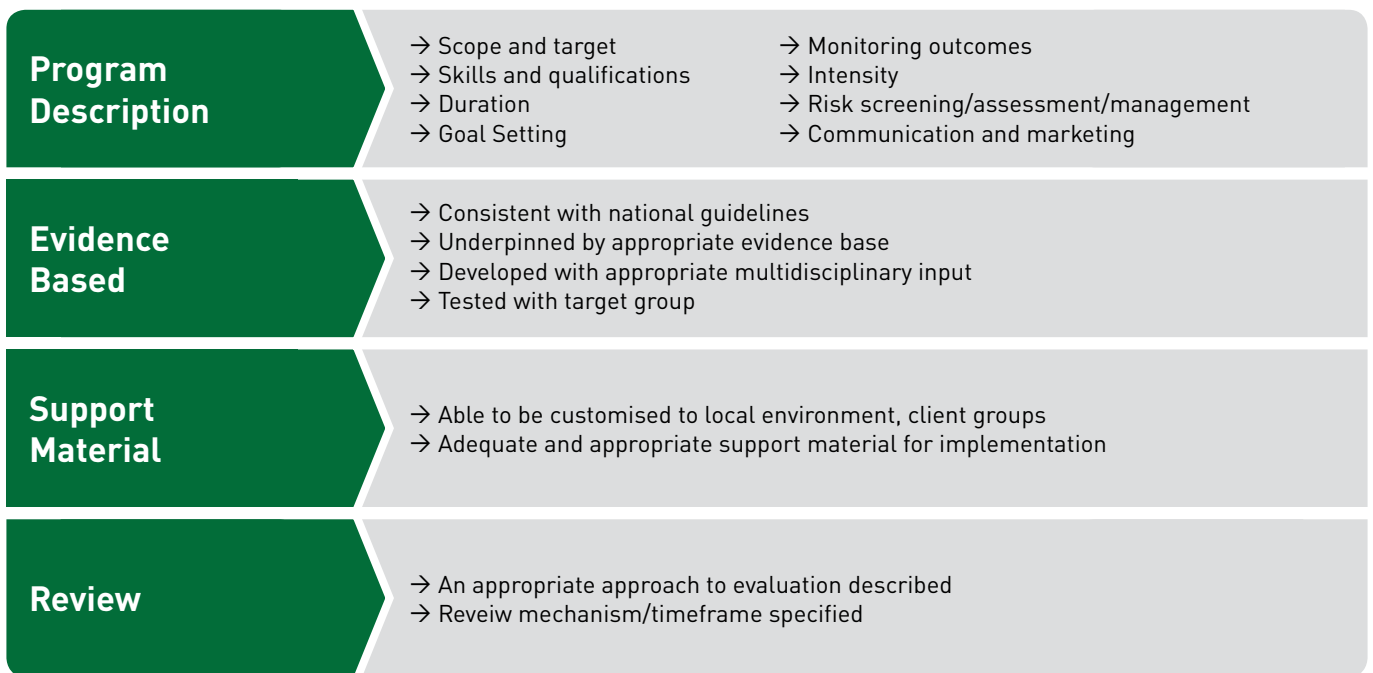 Program
Description
→ Scope and target
→ Skills and qualifications
→ Duration
→ Goal Setting
→ Monitoring outcomes
→ Intensity
→ Risk screening/assessment/management
→ Communication and marketing
Evidence
Based
→ Consistent with national guidelines
→ Underpinned by appropriate evidence base
→ Developed with appropriate multidisciplinary input
→ Tested with target group
Support
Material
→ Able to be customised to local environment, client groups
→ Adequate and appropriate support material for implementation
Review
→ An appropriate approach to evaluation described
→ Reveiw mechanism/timeframe specified